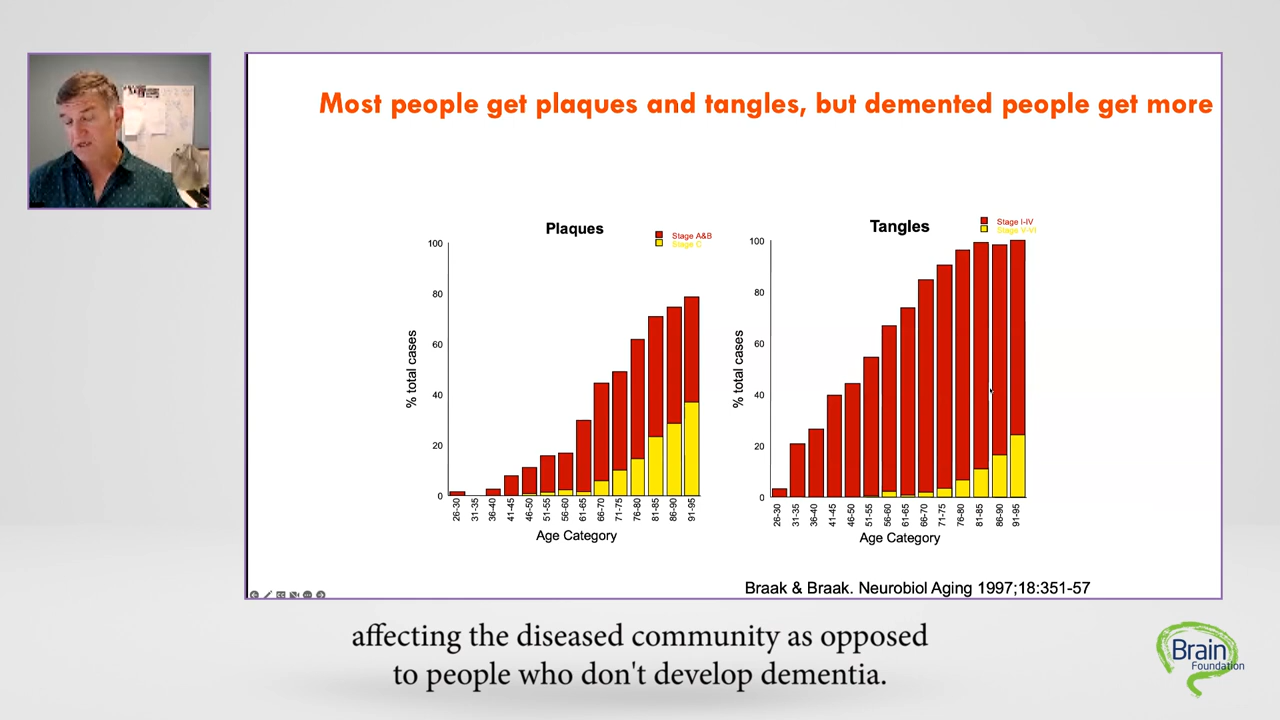 Most people get plaques and tangles, but demented people get more
Plaques
Stage A&B
Stage C
100
80
60
40
20
0
% total cases
26-30
31-35
36-40
41-45
46-50
51-55
56-60
61-65
66-70
71-75
76-80
81-85
86-90
91-95
Age Category
Tangles
Stage I-IV
Stage V-VI
100
80
60
40
20
0
% total cases
26-30
31-35
36-40
41-45
46-50
51-55
56-60
61-65
66-70
71-75
76-80
81-85
86-90
91-95
Age Category
Braak & Braak. Neurobiol Aging 1997;18:351-57
affecting the diseased community as opposed
to people who don't develop dementia.
Brain
Foundation